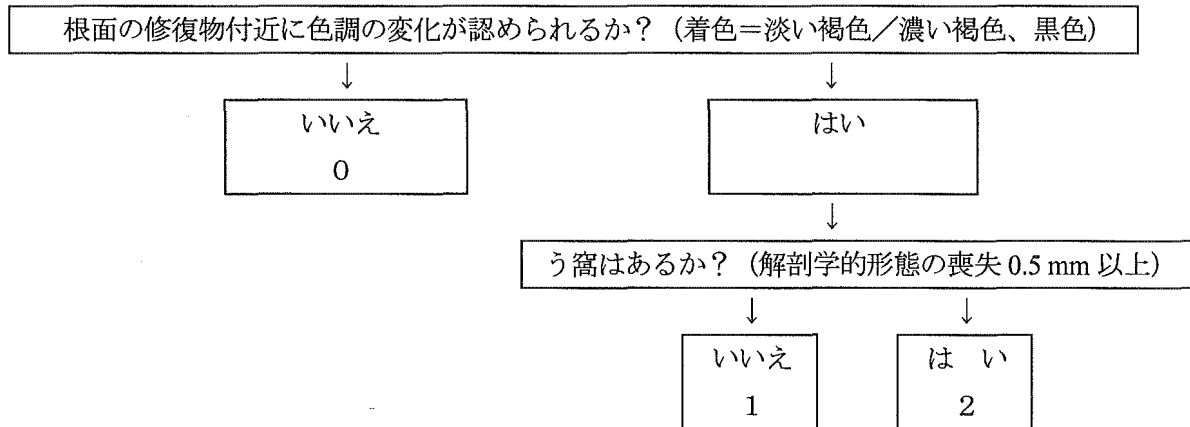 根面の修復物付近に色調の変化が認められるか？（着色＝淡い褐色／濃い褐色、黒色）
↓ ↓
いいえ はい
0
↓
う窩はあるか？（解剖学的形態の喪失 0.5 mm 以上）
↓ ↓
いいえ は　い
1 2